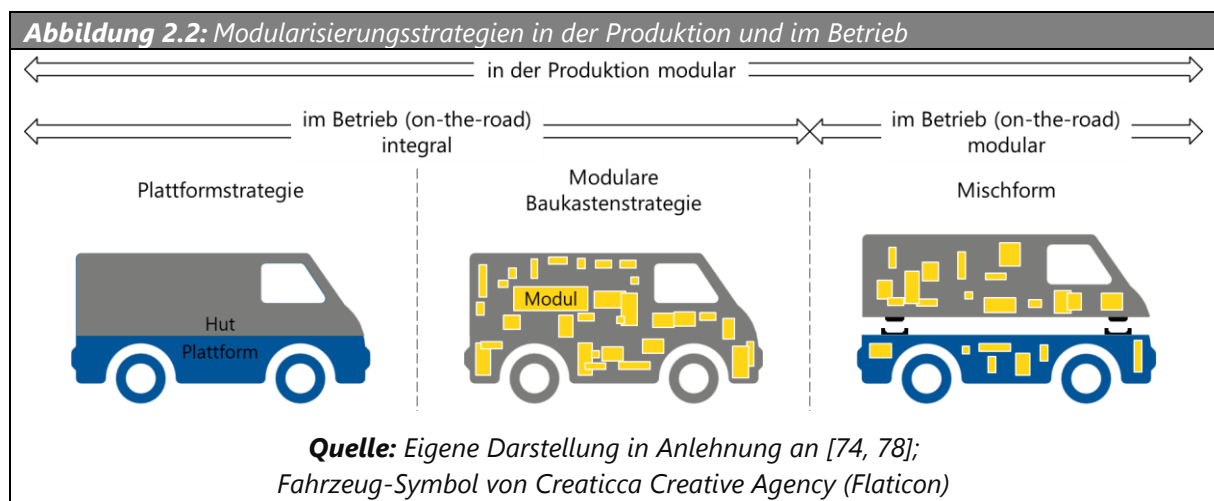 Abbildung 2.2: Modularisierungsstrategien in der Produktion und im Betrieb
in der Produktion modular
im Betrieb (on-the-road)
integral
im Betrieb (on-the-road)
modular
Plattformstrategie
Modulare
Baukastenstrategie
Mischform
Hut
Plattform
Modul
Quelle: Eigene Darstellung in Anlehnung an [74, 78];
Fahrzeug-Symbol von Creaticca Creative Agency (Flaticon)